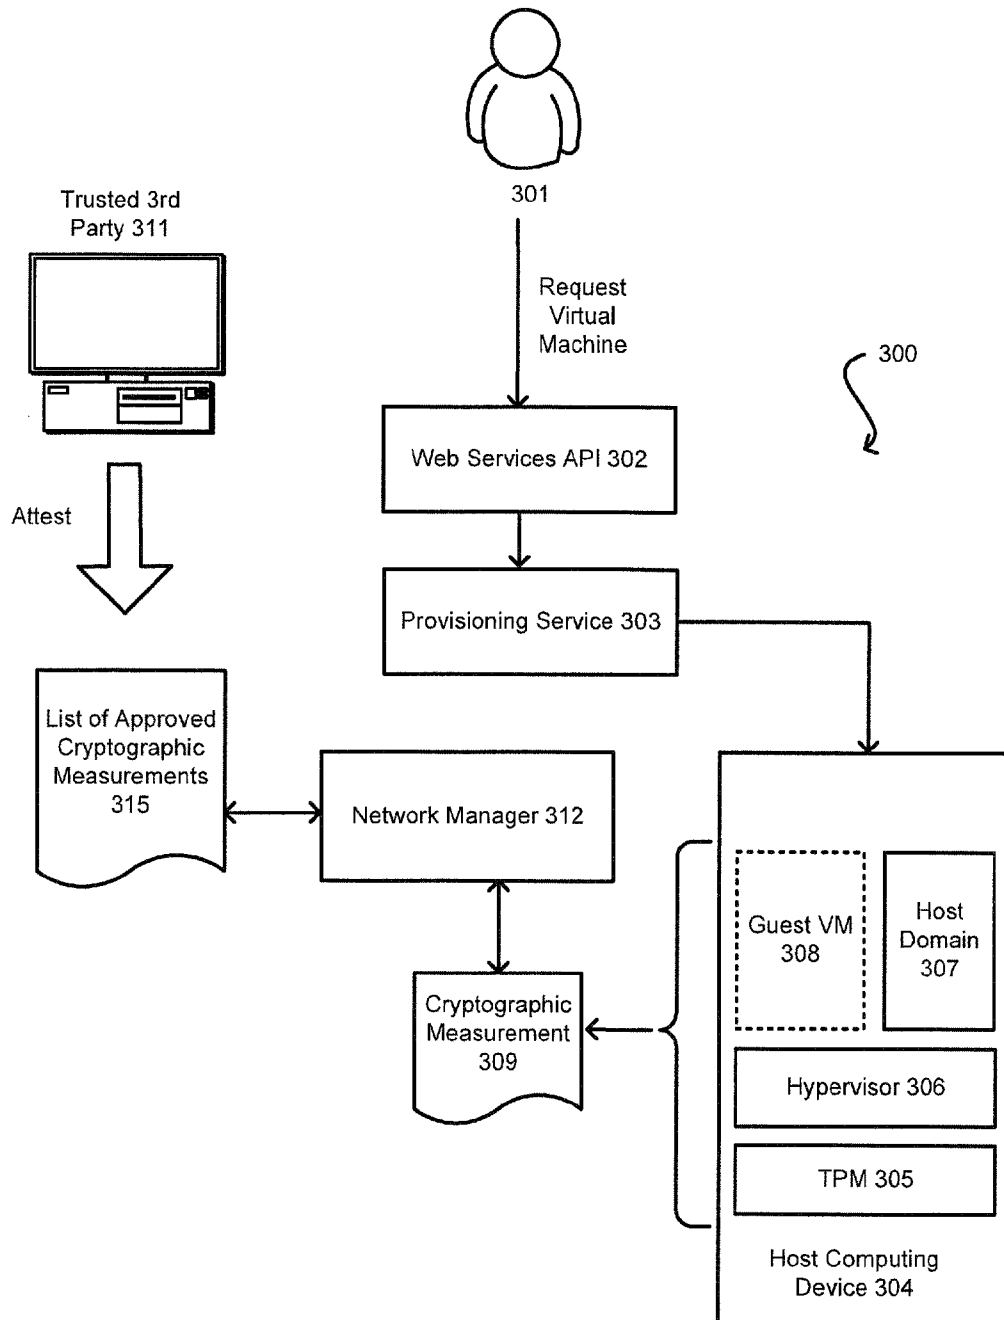 301
Trusted 3rd
Party 311
Request
Virtual
Machine
300
Web Services API 302
Attest
Provisioning Service 303
List of Approved
Cryptographic
Measurements
315
Network Manager 312
Guest VM
308
Host
Domain
307
Cryptographic
Measurement
309
Hypervisor 306
TPM 305
Host Computing
Device 304